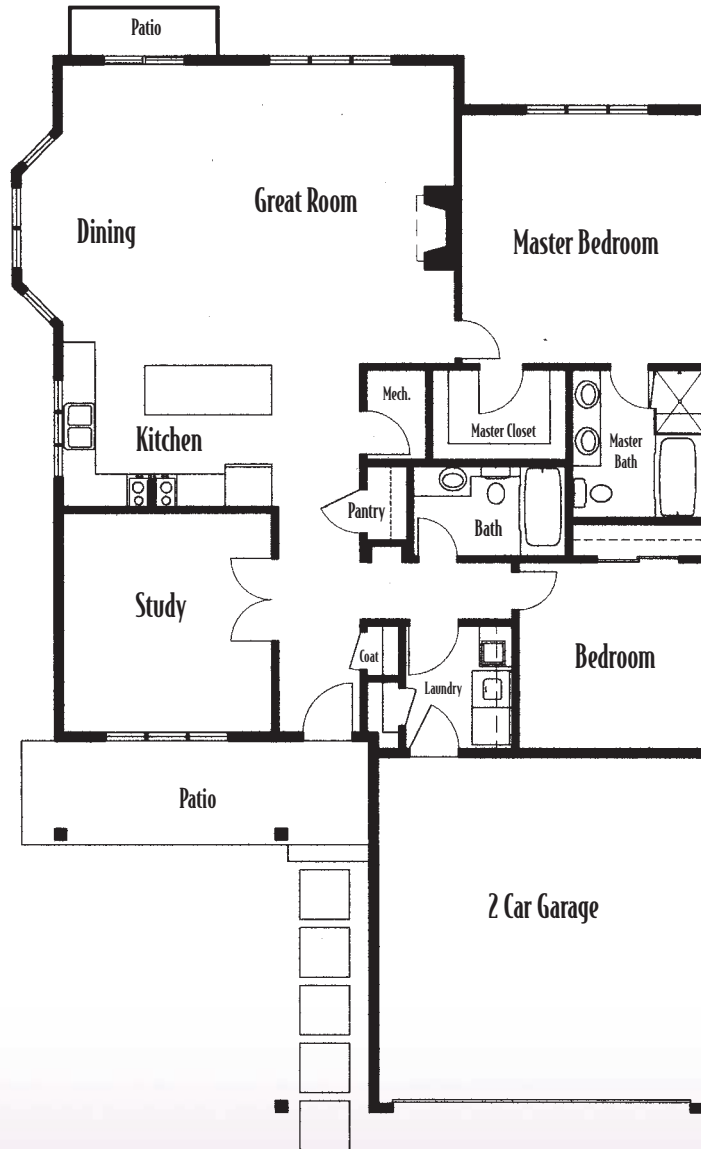 Patio
Great Room
Dining
Master Bedroom
Mech.
Master Closet
Kitchen
Master
Bath
Pantry
Bath
Study
Coat
Laundry
Bedroom
Patio
2 Car Garage